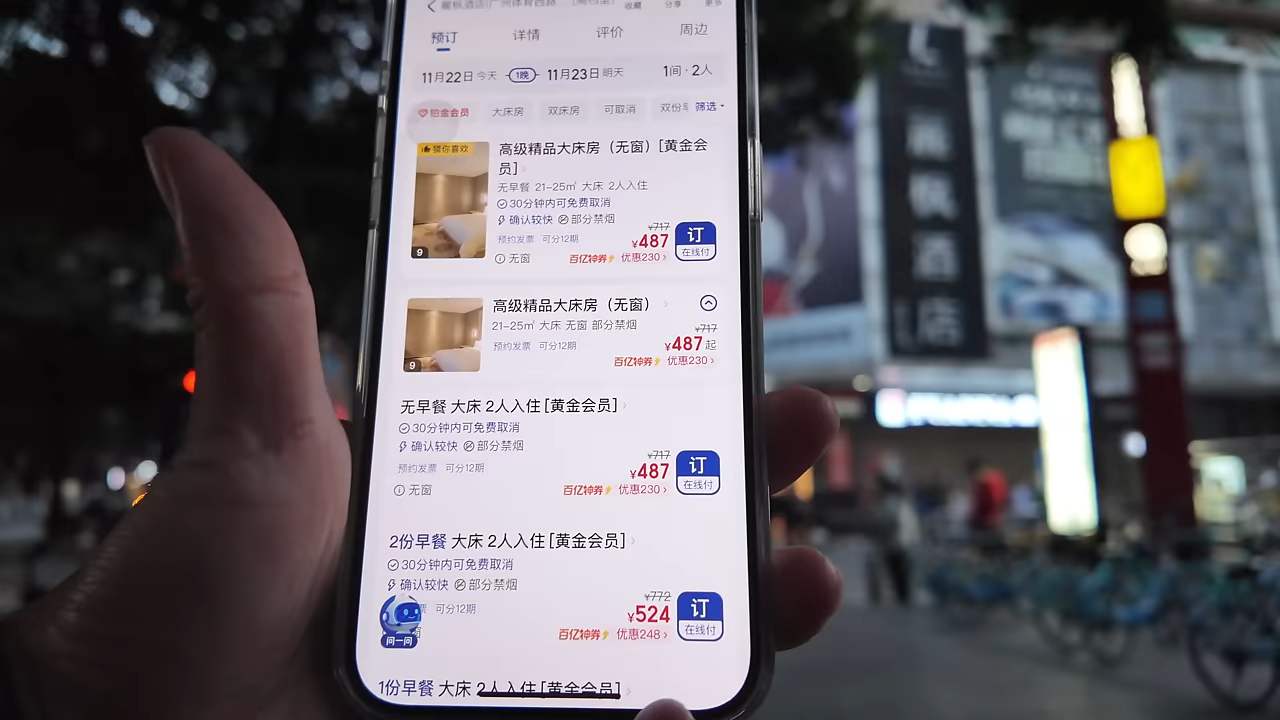 收藏 分享 更多
预订 详情 评价 周边
11月22日 今天 1晚 11月23日 明天 1间·2人
铂金会员 大床房 双床房 可取消 双份 筛选
猜你喜欢
高级精品大床房（无窗）[黄金会
员]
无早餐 21-25㎡ 大床 2人入住
30分钟内可免费取消
确认较快 部分禁烟
¥717
预约发票 可分12期 ¥487 订
在线付
9 无窗 百亿神券 优惠230
高级精品大床房（无窗）
21-25㎡ 大床 无窗 部分禁烟 ¥717
预约发票 可分12期 ¥487起
9 百亿神券 优惠230
无早餐 大床 2人入住[黄金会员]
30分钟内可免费取消
确认较快 部分禁烟
¥717
预约发票 可分12期 ¥487 订
在线付
无窗 百亿神券 优惠230
2份早餐 大床 2人入住[黄金会员]
30分钟内可免费取消
确认较快 部分禁烟
¥772
票 可分12期 ¥524 订
在线付
问一问 百亿神券 优惠248
1份早餐 大床 2人入住[黄金会员]
丽枫酒店